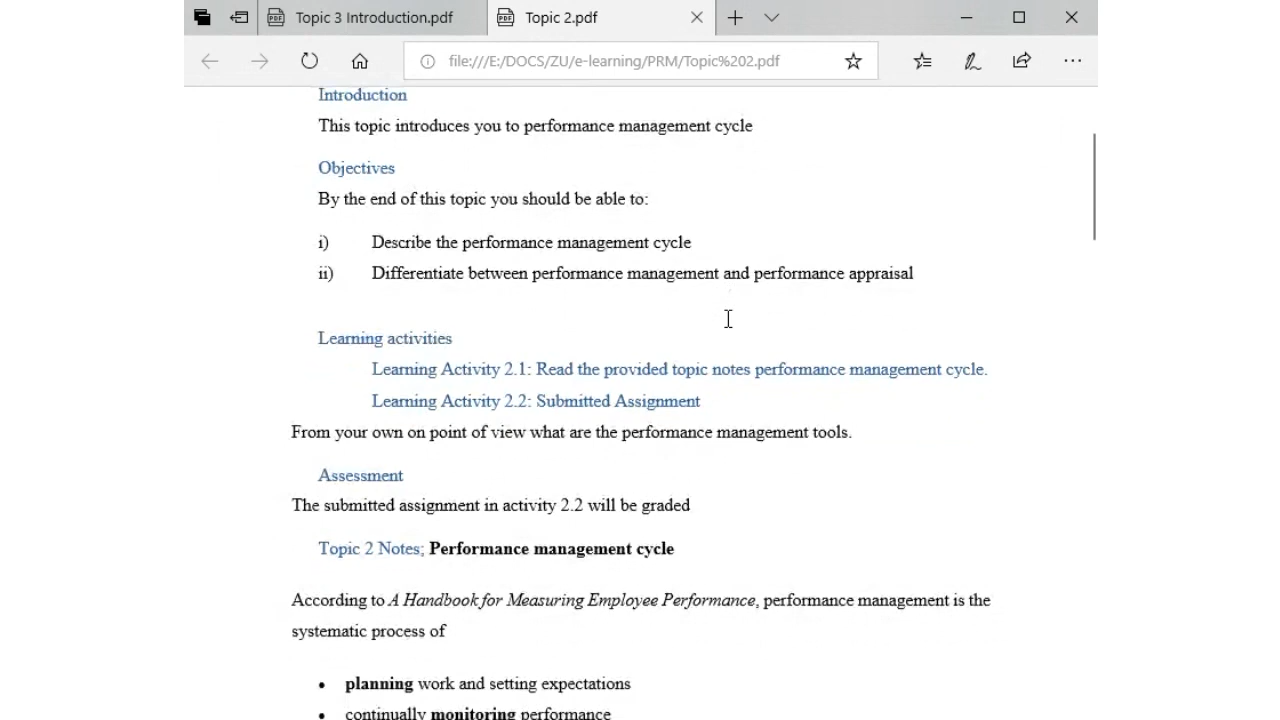 Topic 3 Introduction.pdf
Topic 2.pdf
file:///E:/DOCS/ZU/e-learning/PRM/Topic%202.pdf
Introduction
This topic introduces you to performance management cycle
Objectives
By the end of this topic you should be able to:
i) Describe the performance management cycle
ii) Differentiate between performance management and performance appraisal
Learning activities
Learning Activity 2.1: Read the provided topic notes performance management cycle.
Learning Activity 2.2: Submitted Assignment
From your own on point of view what are the performance management tools.
Assessment
The submitted assignment in activity 2.2 will be graded
Topic 2 Notes; Performance management cycle
According to A Handbook for Measuring Employee Performance, performance management is the
systematic process of
• planning work and setting expectations
• continually monitoring performance